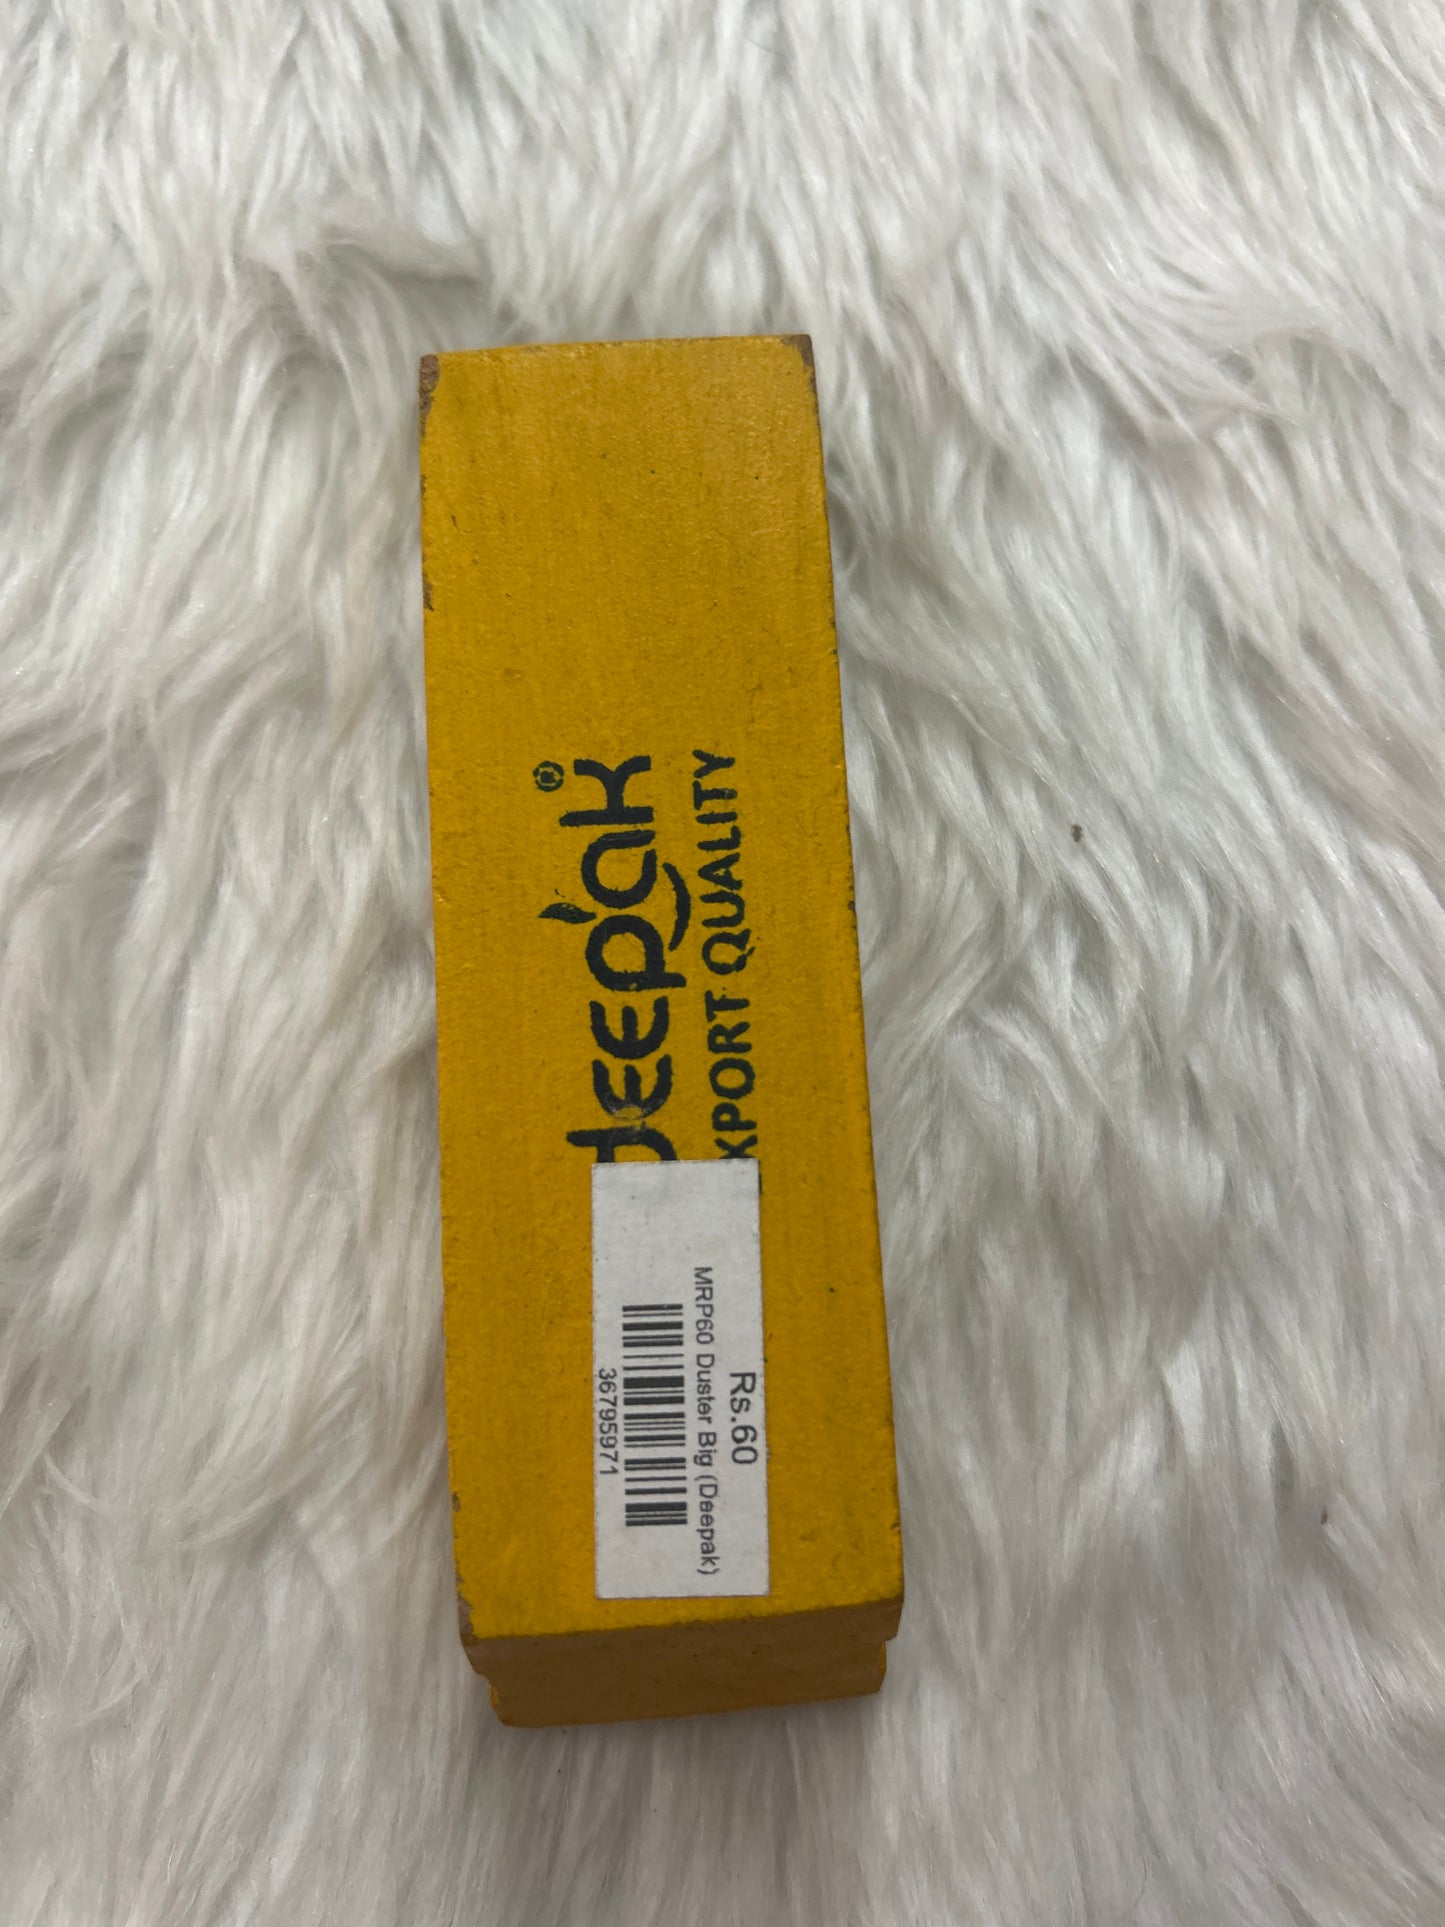 deepak®
XPORT QUALITY
Rs.60
MRP60 Duster Big (Deepak)
36795971